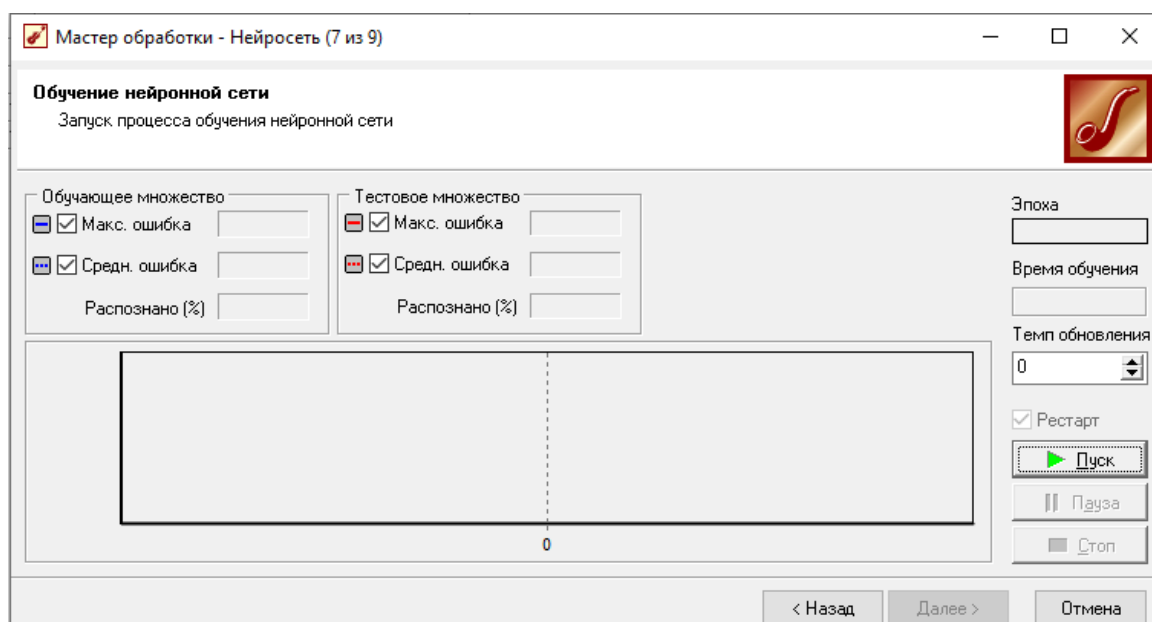 Мастер обработки - Нейросеть (7 из 9)
Обучение нейронной сети
Запуск процесса обучения нейронной сети
Обучающее множество
Макс. ошибка
Средн. ошибка
Распознано (%)
Тестовое множество
Макс. ошибка
Средн. ошибка
Распознано (%)
Эпоха
Время обучения
Темп обновления
0
Рестарт
Пуск
Пауза
Стоп
0
< Назад
Далее >
Отмена